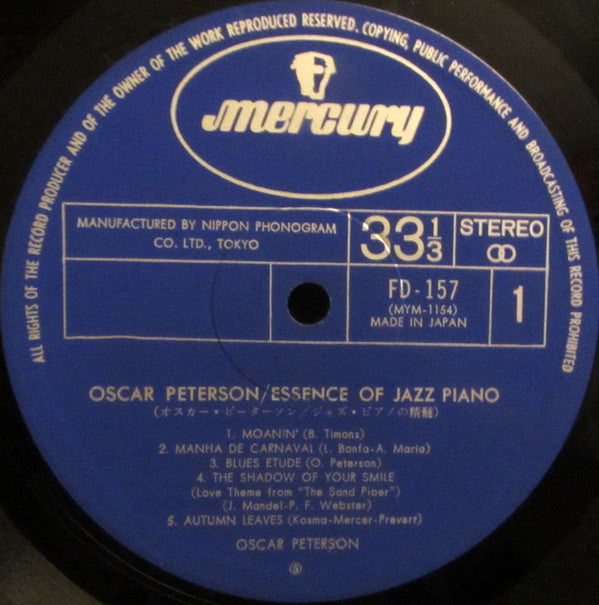 ALL RIGHTS OF THE RECORD PRODUCER AND OF THE OWNER OF THE WORK REPRODUCED RESERVED. COPYING, PUBLIC PERFORMANCE AND BROADCASTING OF THIS RECORD PROHIBITED
mercury
MANUFACTURED BY NIPPON PHONOGRAM
CO. LTD., TOKYO
33 1/3
STEREO
FD-157
(MYM-1154)
MADE IN JAPAN
1
OSCAR PETERSON/ESSENCE OF JAZZ PIANO
(オスカー・ピーターソン/ジャズ・ピアノの精髄)
1. MOANIN' (B. Timons)
2. MANHA DE CARNAVAL (L. Bonfa-A. Maria)
3. BLUES ETUDE (O. Peterson)
4. THE SHADOW OF YOUR SMILE
(Love Theme from "The Sand Piper")
(J. Mandel-P. F. Webster)
5. AUTUMN LEAVES (Kosma-Mercer-Prevert)
OSCAR PETERSON